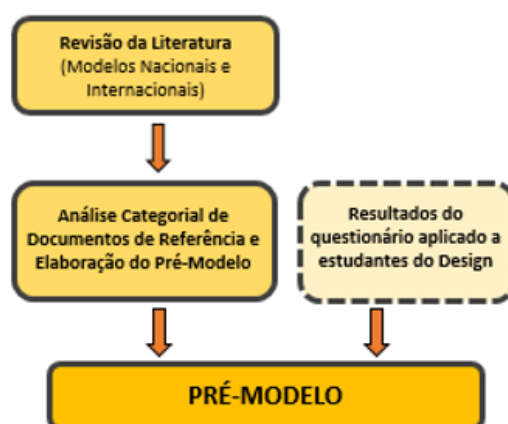 Revisão da Literatura
(Modelos Nacionais e
Internacionais)
Análise Categorial de
Documentos de Referência e
Elaboração do Pré-Modelo
Resultados do
questionário aplicado a
estudantes do Design
PRÉ-MODELO